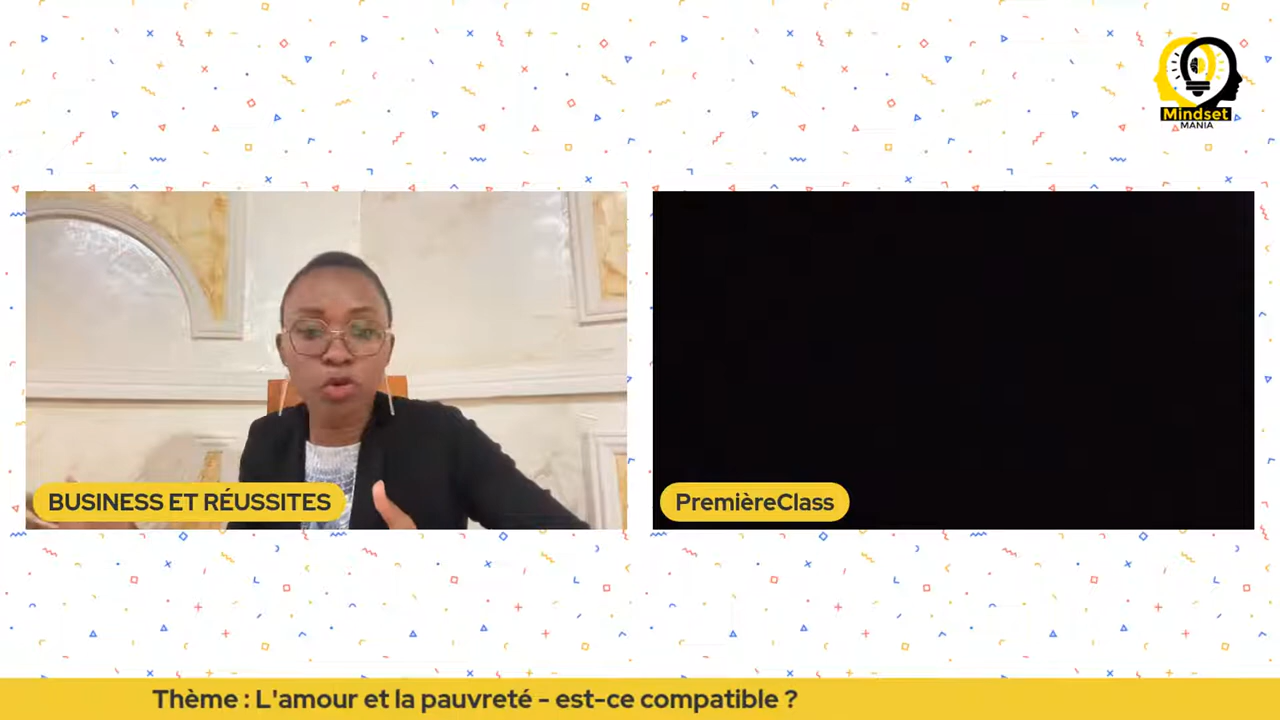 Mindset
MANIA
BUSINESS ET RÉUSSITES
PremièreClass
Thème : L'amour et la pauvreté - est-ce compatible ?